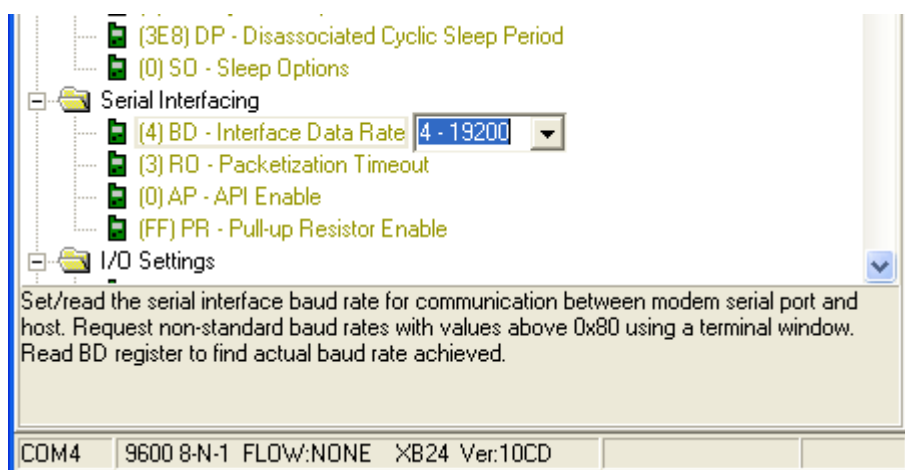 (3E8) DP - Disassociated Cyclic Sleep Period
(0) SO - Sleep Options
Serial Interfacing
(4) BD - Interface Data Rate 4 - 19200
(3) RO - Packetization Timeout
(0) AP - API Enable
(FF) PR - Pull-up Resistor Enable
I/O Settings
Set/read the serial interface baud rate for communication between modem serial port and
host. Request non-standard baud rates with values above 0x80 using a terminal window.
Read BD register to find actual baud rate achieved.
COM4 9600 8-N-1 FLOW:NONE XB24 Ver:10CD